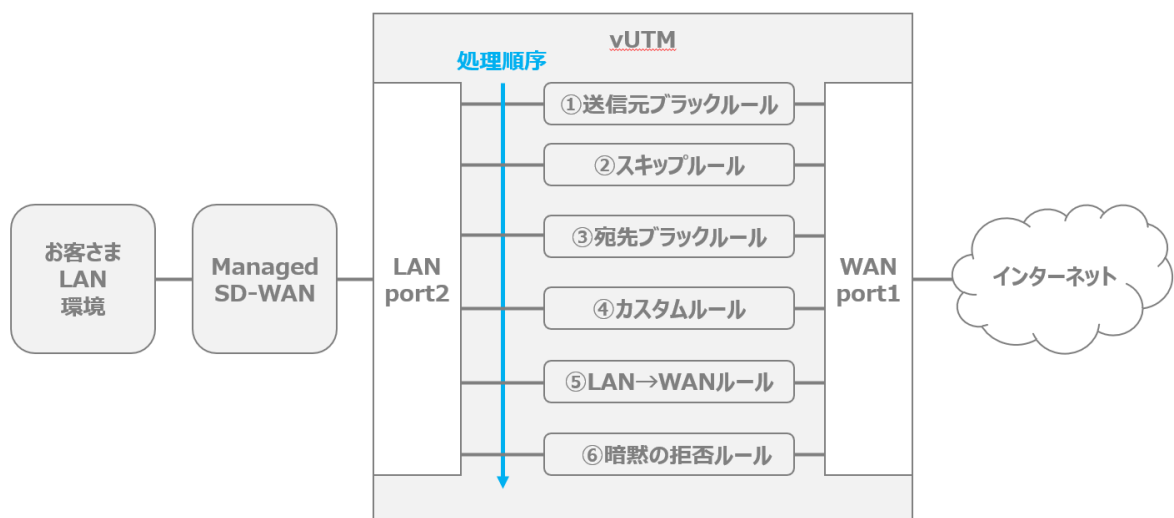 vUTM
処理順序
①送信元ブラックルール
②スキップルール
③宛先ブラックルール
④カスタムルール
⑤LAN→WANルール
⑥暗黙の拒否ルール
お客さま
LAN
環境
Managed
SD-WAN
LAN
port2
WAN
port1
インターネット